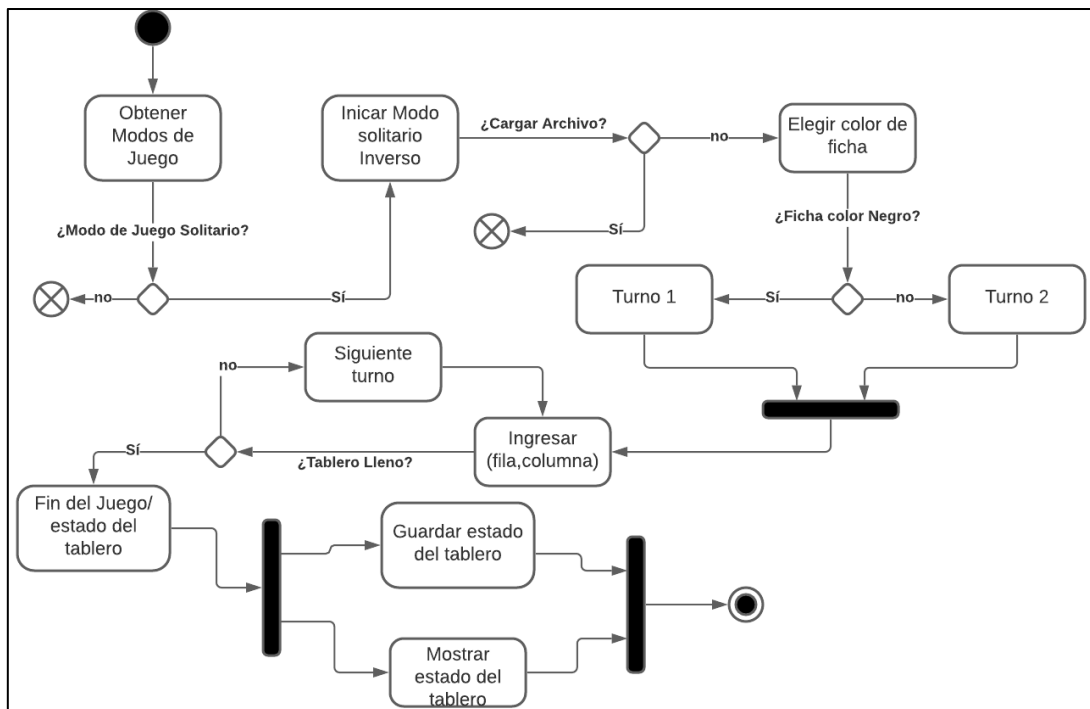 Obtener
Modos de
Juego
¿Modo de Juego Solitario?
no
Sí
Inicar Modo
solitario
Inverso
¿Cargar Archivo?
no
Sí
Elegir color de
ficha
¿Ficha color Negro?
Sí
no
Turno 1
Turno 2
Siguiente
turno
no
Ingresar
(fila,columna)
¿Tablero Lleno?
Sí
Fin del Juego/
estado del
tablero
Guardar estado
del tablero
Mostrar
estado del
tablero